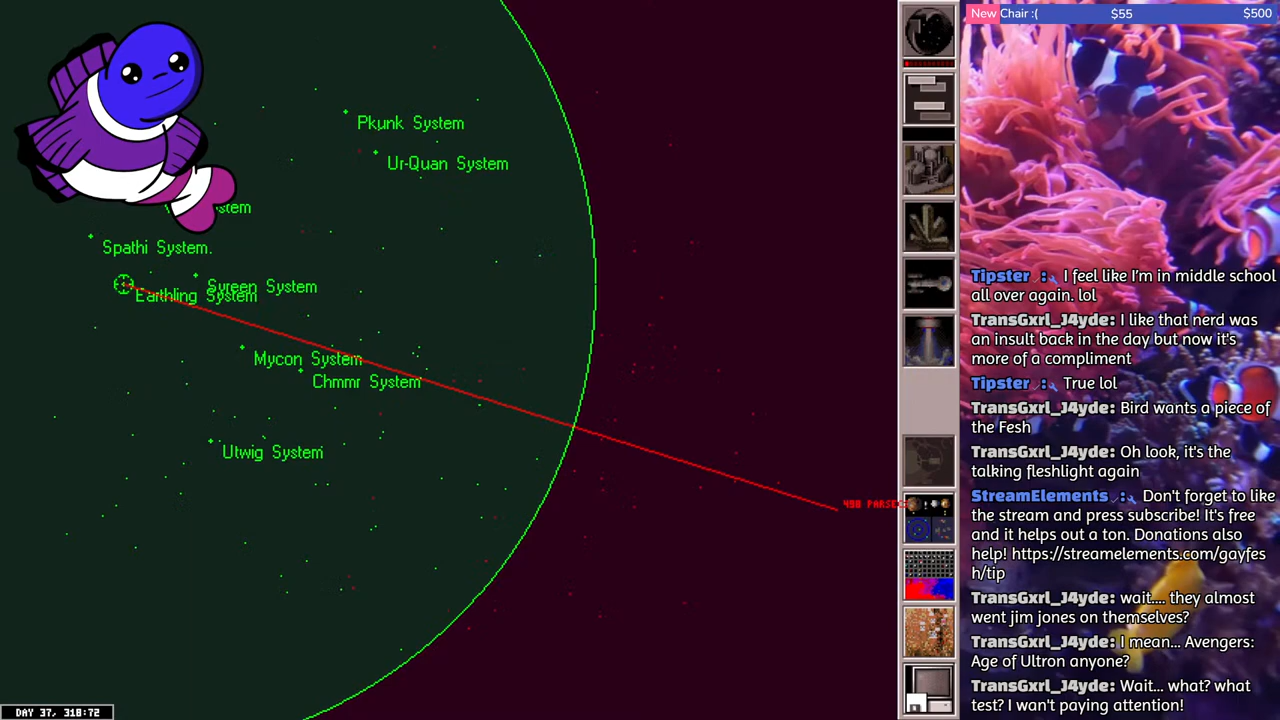 New Chair :(
$55
$500
Pkunk System
Ur-Quan System
stem
Spathi System.
Syreen System
Earthling System
Mycon System
Chmmr System
Utwig System
400 PARSEC
DAY 37, 318:72
Tipster : I feel like I'm in middle school
all over again. lol
TransGxrl_J4yde: I like that nerd was
an insult back in the day but now it's
more of a compliment
Tipster : True lol
TransGxrl_J4yde: Bird wants a piece of
the Fesh
TransGxrl_J4yde: Oh look, it's the
talking fleshlight again
StreamElements : Don't forget to like
the stream and press subscribe! It's free
and it helps out a ton. Donations also
help! https://streamelements.com/gayfes
h/tip
TransGxrl_J4yde: wait.... they almost
went jim jones on themselves?
TransGxrl_J4yde: I mean... Avengers:
Age of Ultron anyone?
TransGxrl_J4yde: Wait... what? what
test? I wan't paying attention!